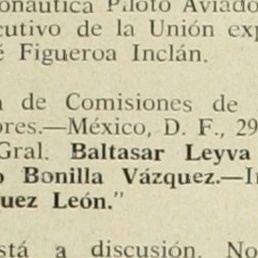 onáutica Piloto Aviado
cutivo de la Unión exp
é Figueroa Inclán.
a de Comisiones de
ores.—México, D. F., 29
Gral. Baltasar Leyva
o Bonilla Vázquez.—I
quez León."
stá a discusión. No